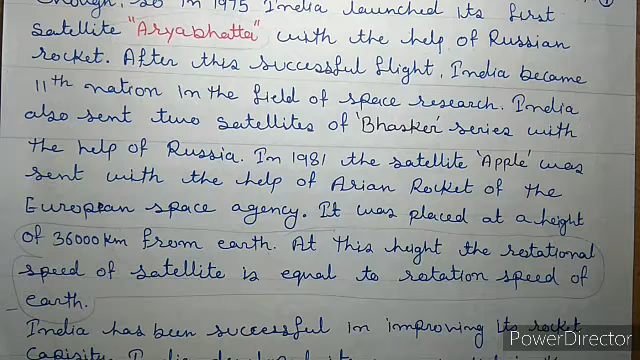 enough, so in 1975 India launched its first
satellite "Aryabhatta" with the help of Russian
rocket. After this successful flight, India became
11th nation in the field of space research. India
also sent two satellites of 'Bhasker' series with
the help of Russia. In 1981 the satellite 'Apple' was
sent with the help of Arian Rocket of the
European space agency. It was placed at a height
of 36000 km from earth. At this height the rotational
speed of satellite is equal to rotation speed of
earth.
India has been successful in improving its rocket
PowerDirector